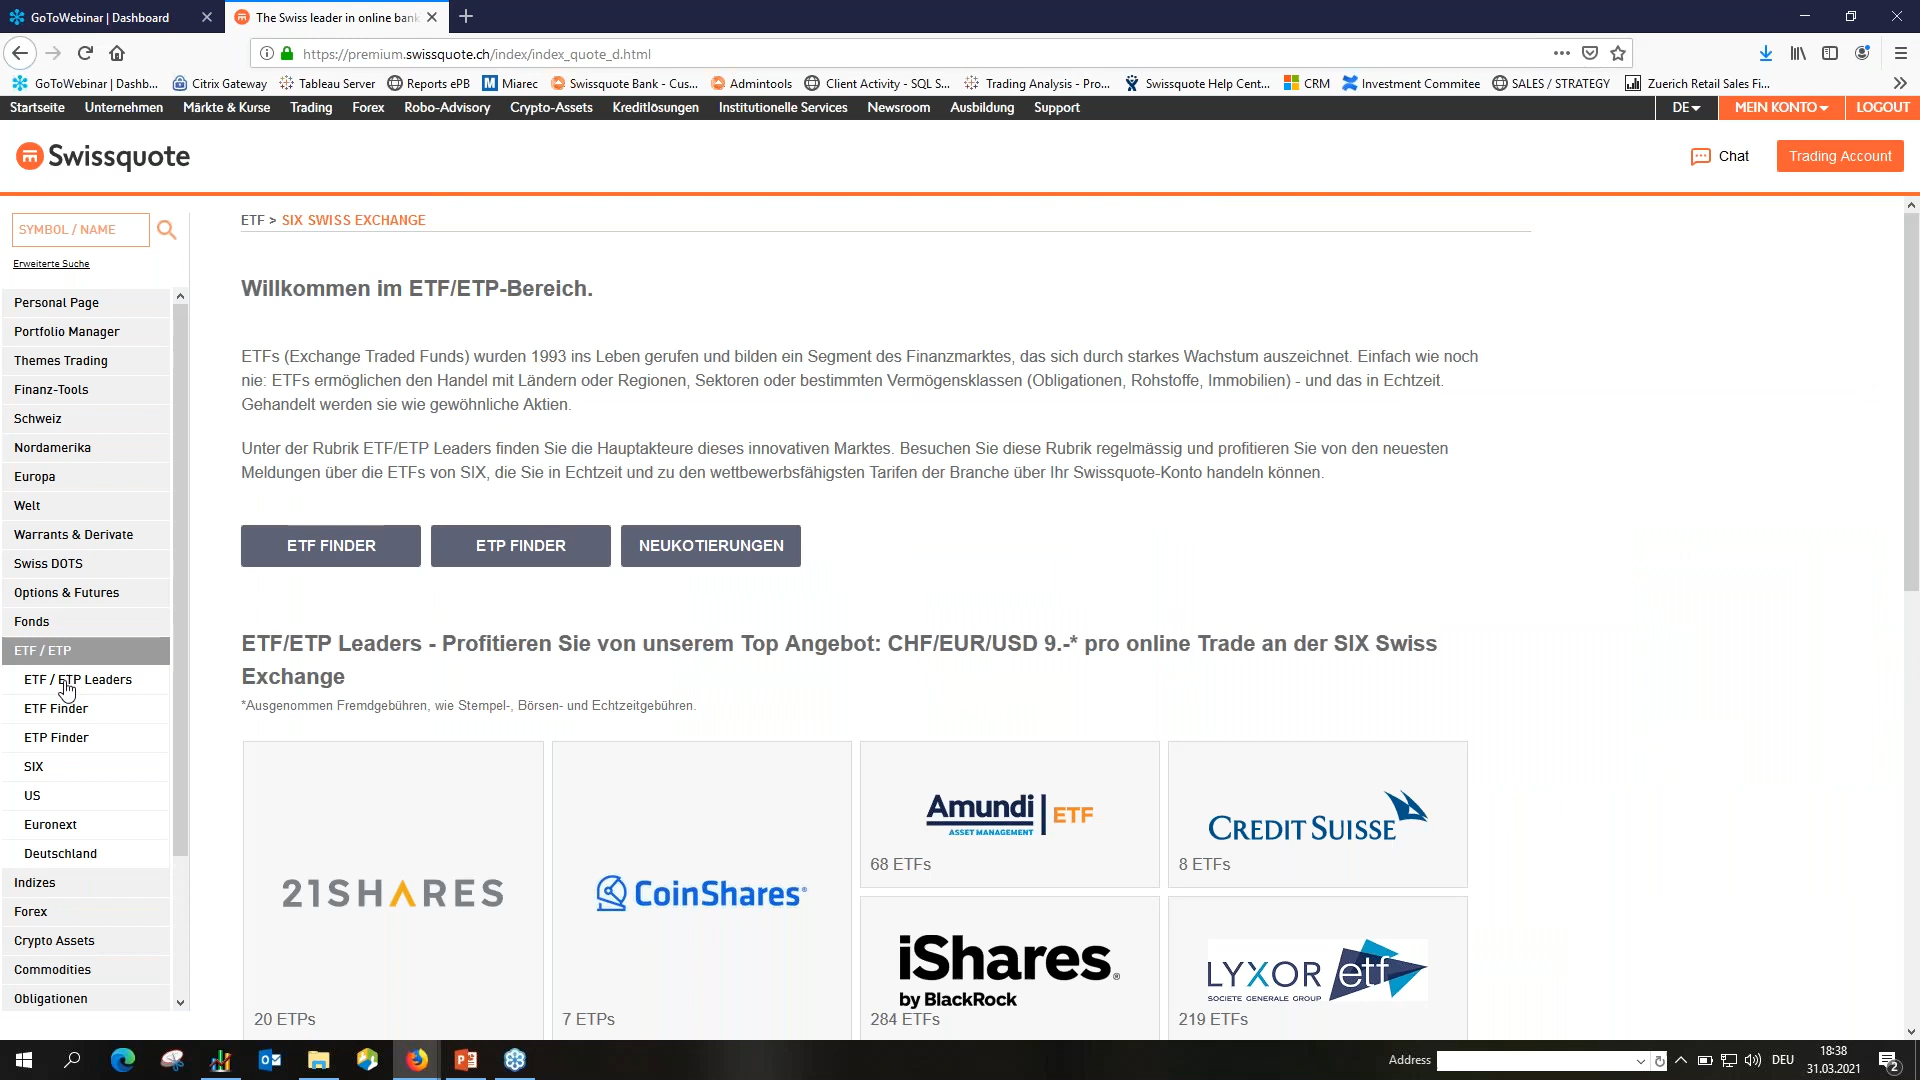 GoToWebinar | Dashboard
The Swiss leader in online bank
https://premium.swissquote.ch/index/index_quote_d.html
GoToWebinar | Dashb...
Citrix Gateway
Tableau Server
Reports ePB
Miarec
Swissquote Bank - Cus...
Admintools
Client Activity - SQL S...
Trading Analysis - Pro...
Swissquote Help Cent...
CRM
Investment Commitee
SALES / STRATEGY
Zuerich Retail Sales Fi...
Startseite Unternehmen Märkte & Kurse Trading Forex Robo-Advisory Crypto-Assets Kreditlösungen Institutionelle Services Newsroom Ausbildung Support
DE
MEIN KONTO
LOGOUT
Swissquote
Chat
Trading Account
SYMBOL / NAME
Erweiterte Suche
Personal Page
Portfolio Manager
Themes Trading
Finanz-Tools
Schweiz
Nordamerika
Europa
Welt
Warrants & Derivate
Swiss DOTS
Options & Futures
Fonds
ETF / ETP
ETF / ETP Leaders
ETF Finder
ETP Finder
SIX
US
Euronext
Deutschland
Indizes
Forex
Crypto Assets
Commodities
Obligationen
ETF > SIX SWISS EXCHANGE
Willkommen im ETF/ETP-Bereich.
ETFs (Exchange Traded Funds) wurden 1993 ins Leben gerufen und bilden ein Segment des Finanzmarktes, das sich durch starkes Wachstum auszeichnet. Einfach wie noch
nie: ETFs ermöglichen den Handel mit Ländern oder Regionen, Sektoren oder bestimmten Vermögensklassen (Obligationen, Rohstoffe, Immobilien) - und das in Echtzeit.
Gehandelt werden sie wie gewöhnliche Aktien.
Unter der Rubrik ETF/ETP Leaders finden Sie die Hauptakteure dieses innovativen Marktes. Besuchen Sie diese Rubrik regelmässig und profitieren Sie von den neuesten
Meldungen über die ETFs von SIX, die Sie in Echtzeit und zu den wettbewerbsfähigsten Tarifen der Branche über Ihr Swissquote-Konto handeln können.
ETF FINDER
ETP FINDER
NEUKOTIERUNGEN
ETF/ETP Leaders - Profitieren Sie von unserem Top Angebot: CHF/EUR/USD 9.-* pro online Trade an der SIX Swiss
Exchange
*Ausgenommen Fremdgebühren, wie Stempel-, Börsen- und Echtzeitgebühren.
21SHARES
20 ETPs
CoinShares
7 ETPs
Amundi ETF
ASSET MANAGEMENT
68 ETFs
CREDIT SUISSE
8 ETFs
iShares®
by BlackRock
284 ETFs
LYXOR etf
SOCIETE GENERALE GROUP
219 ETFs
Address
DEU
18:38
31.03.2021
2